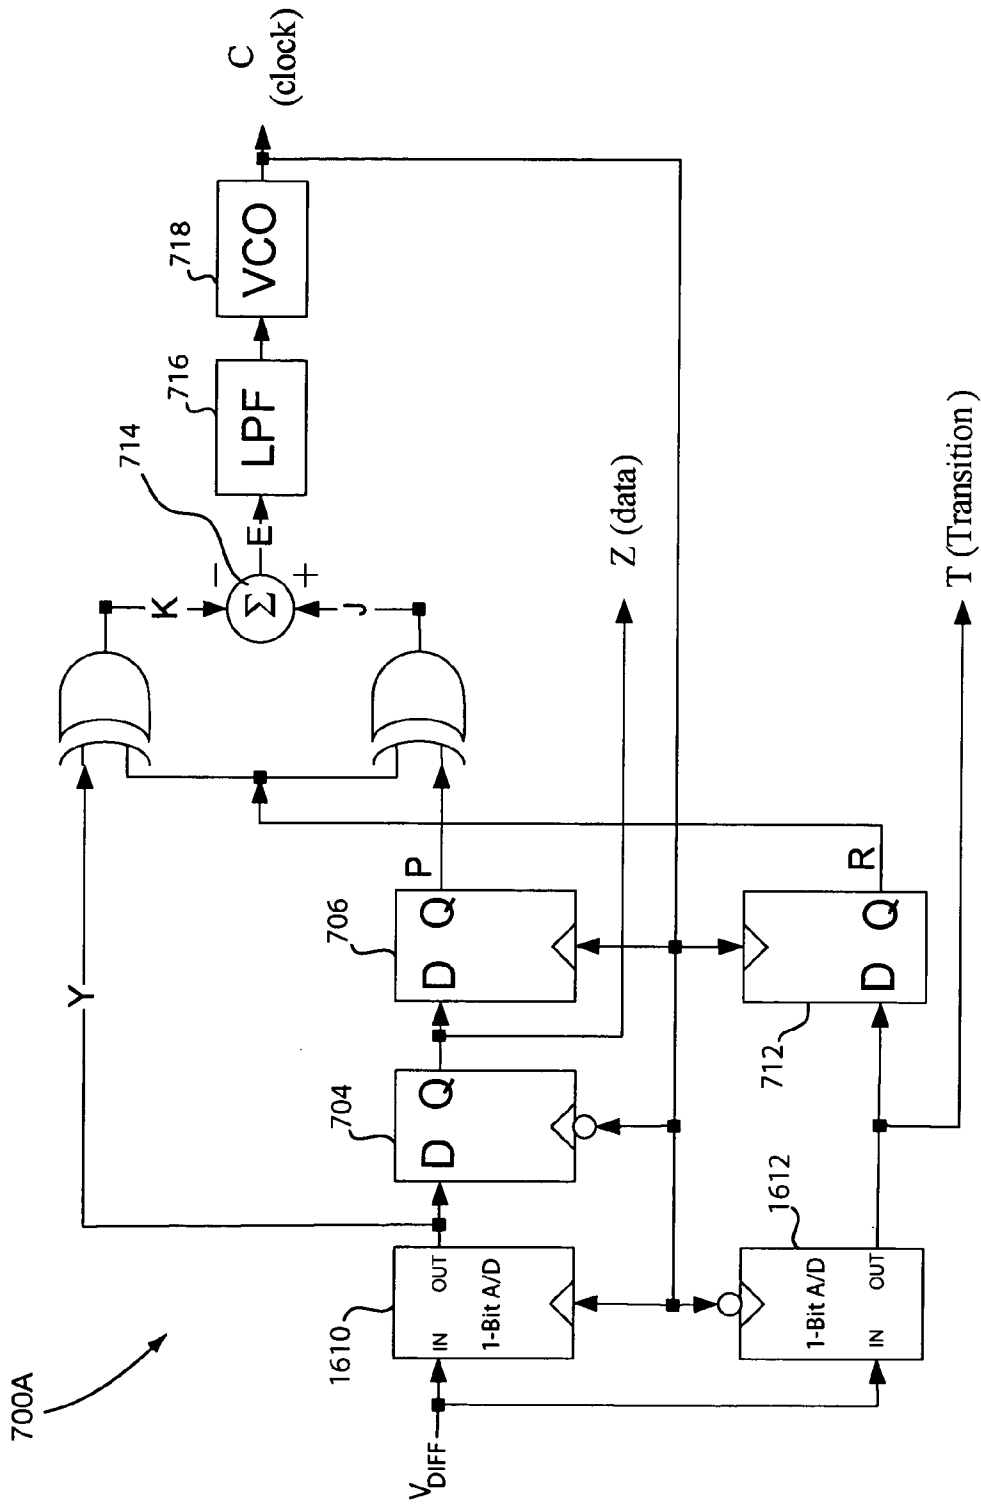 700A
V DIFF
1610
IN OUT
1-Bit A/D
Y
704
D Q
706
D Q
P
K
J
−
+
Σ
714
E
716
LPF
718
VCO
C
(clock)
Z (data)
1612
1-Bit A/D
IN OUT
712
D Q
R
T (Transition)